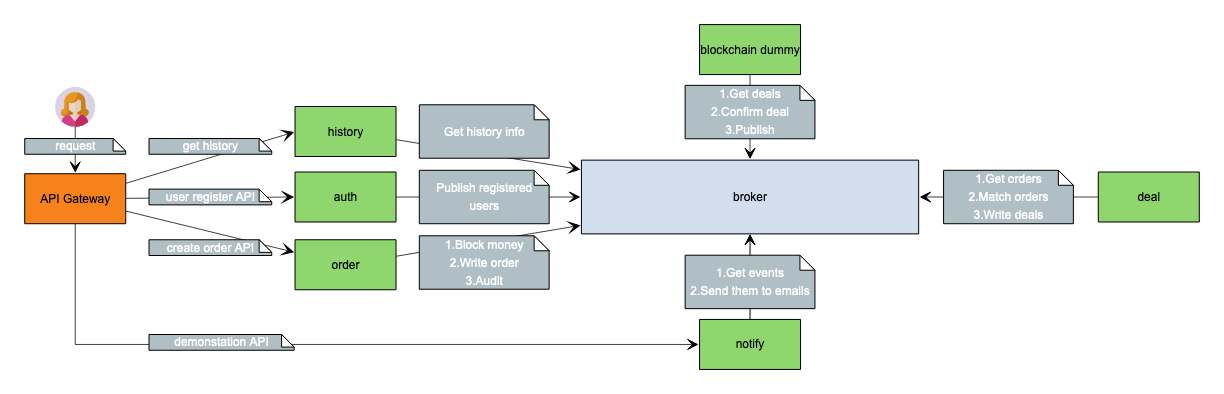 blockchain dummy
1.Get deals
2.Confirm deal
3.Publish
request
get history
history
Get history info
API Gateway
user register API
auth
Publish registered
users
broker
1.Get orders
2.Match orders
3.Write deals
deal
create order API
order
1.Block money
2.Write order
3.Audit
1.Get events
2.Send them to emails
demonstation API
notify